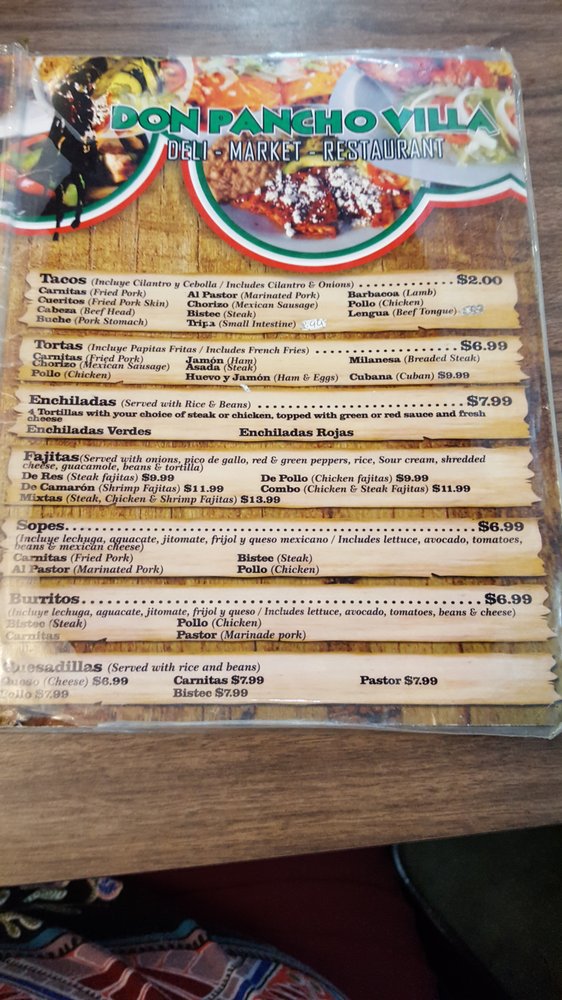 DON PANCHO VILLA
DELI - MARKET - RESTAURANT
Tacos (Incluye Cilantro y Cebolla / Includes Cilantro & Onions) $2.00
Carnitas (Fried Pork) Al Pastor (Marinated Pork) Barbacoa (Lamb)
Cueritos (Fried Pork Skin) Chorizo (Mexican Sausage) Pollo (Chicken)
Cabeza (Beef Head) Bistec (Steak) Lengua (Beef Tongue)
Buche (Pork Stomach) Tripa (Small Intestine)
Tortas (Incluye Papitas Fritas / Includes French Fries) $6.99
Carnitas (Fried Pork) Jamón (Ham) Milanesa (Breaded Steak)
Chorizo (Mexican Sausage) Asada (Steak)
Pollo (Chicken) Huevo y Jamón (Ham & Eggs) Cubana (Cuban) $9.99
Enchiladas (Served with Rice & Beans) $7.99
4 Tortillas with your choice of steak or chicken, topped with green or red sauce and fresh
cheese
Enchiladas Verdes Enchiladas Rojas
Fajitas (Served with onions, pico de gallo, red & green peppers, rice, Sour cream, shredded
cheese, guacamole, beans & tortilla)
De Res (Steak fajitas) $9.99 De Pollo (Chicken fajitas) $9.99
De Camarón (Shrimp Fajitas) $11.99 Combo (Chicken & Steak Fajitas) $11.99
Mixtas (Steak, Chicken & Shrimp Fajitas) $13.99
Sopes $6.99
(Incluye lechuga, aguacate, jitomate, frijol y queso mexicano / Includes lettuce, avocado, tomatoes,
beans & mexican cheese)
Carnitas (Fried Pork) Bistec (Steak)
Al Pastor (Marinated Pork) Pollo (Chicken)
Burritos $6.99
(Incluye lechuga, aguacate, jitomate, frijol y queso / Includes lettuce, avocado, tomatoes, beans & cheese)
Bistec (Steak) Pollo (Chicken)
Carnitas Pastor (Marinade pork)
Quesadillas (Served with rice and beans)
Queso (Cheese) $6.99 Carnitas $7.99 Pastor $7.99
Pollo $7.99 Bistec $7.99